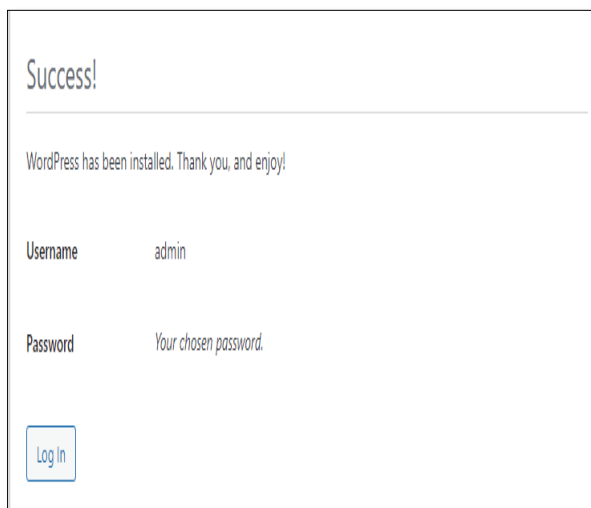 Success!
WordPress has been installed. Thank you, and enjoy!
Username admin
Password Your chosen password.
Log In